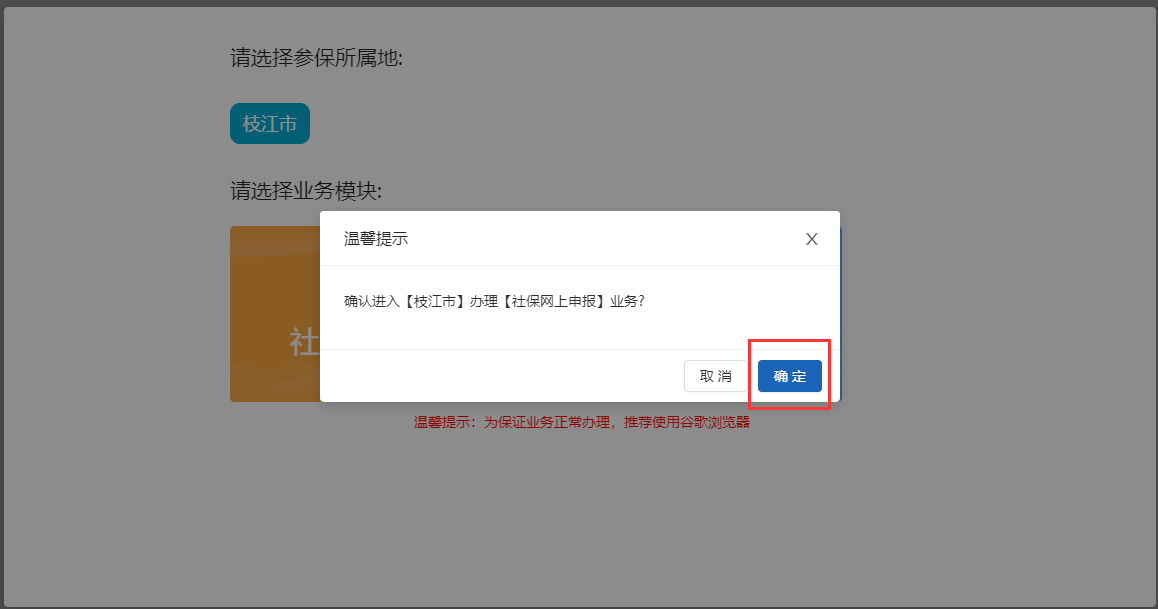 请选择参保所属地:
枝江市
请选择业务模块:
温馨提示 X
确认进入【枝江市】办理【社保网上申报】业务?
社
取 消 确 定
温馨提示：为保证业务正常办理，推荐使用谷歌浏览器